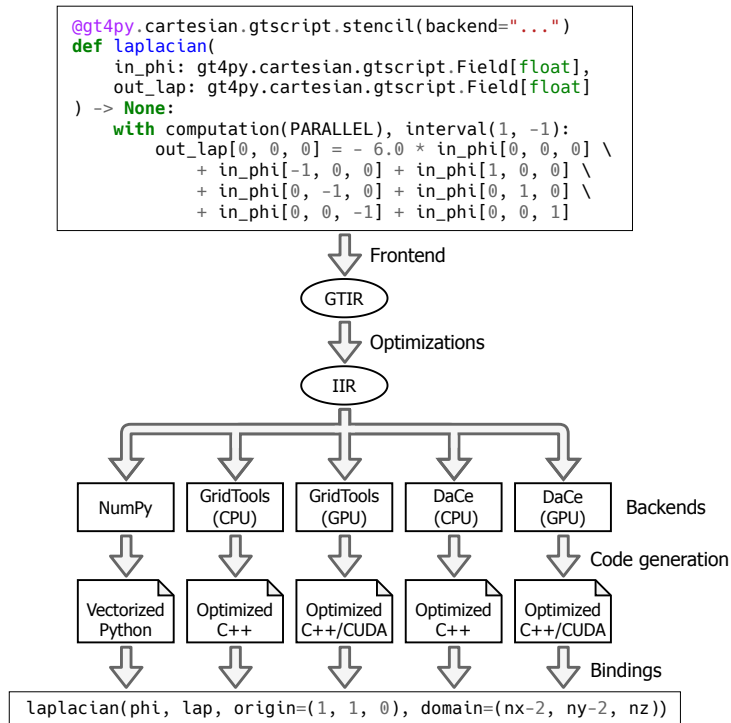 @gt4py.cartesian.gtscript.stencil(backend="...")
def laplacian(
    in_phi: gt4py.cartesian.gtscript.Field[float],
    out_lap: gt4py.cartesian.gtscript.Field[float]
) -> None:
    with computation(PARALLEL), interval(1, -1):
        out_lap[0, 0, 0] = - 6.0 * in_phi[0, 0, 0] \
            + in_phi[-1, 0, 0] + in_phi[1, 0, 0] \
            + in_phi[0, -1, 0] + in_phi[0, 1, 0] \
            + in_phi[0, 0, -1] + in_phi[0, 0, 1]
Frontend
GTIR
Optimizations
IIR
NumPy
GridTools
(CPU)
GridTools
(GPU)
DaCe
(CPU)
DaCe
(GPU)
Backends
Code generation
Vectorized
Python
Optimized
C++
Optimized
C++/CUDA
Optimized
C++
Optimized
C++/CUDA
Bindings
laplacian(phi, lap, origin=(1, 1, 0), domain=(nx-2, ny-2, nz))